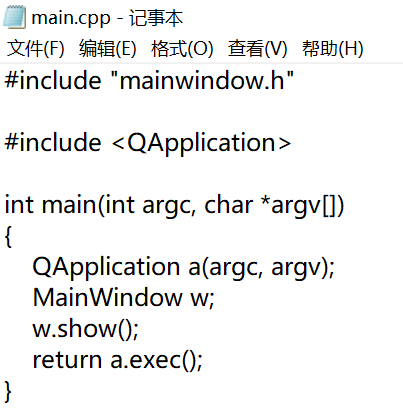 main.cpp - 记事本
文件(F) 编辑(E) 格式(O) 查看(V) 帮助(H)
#include "mainwindow.h"
#include <QApplication>
int main(int argc, char *argv[])
{
QApplication a(argc, argv);
MainWindow w;
w.show();
return a.exec();
}